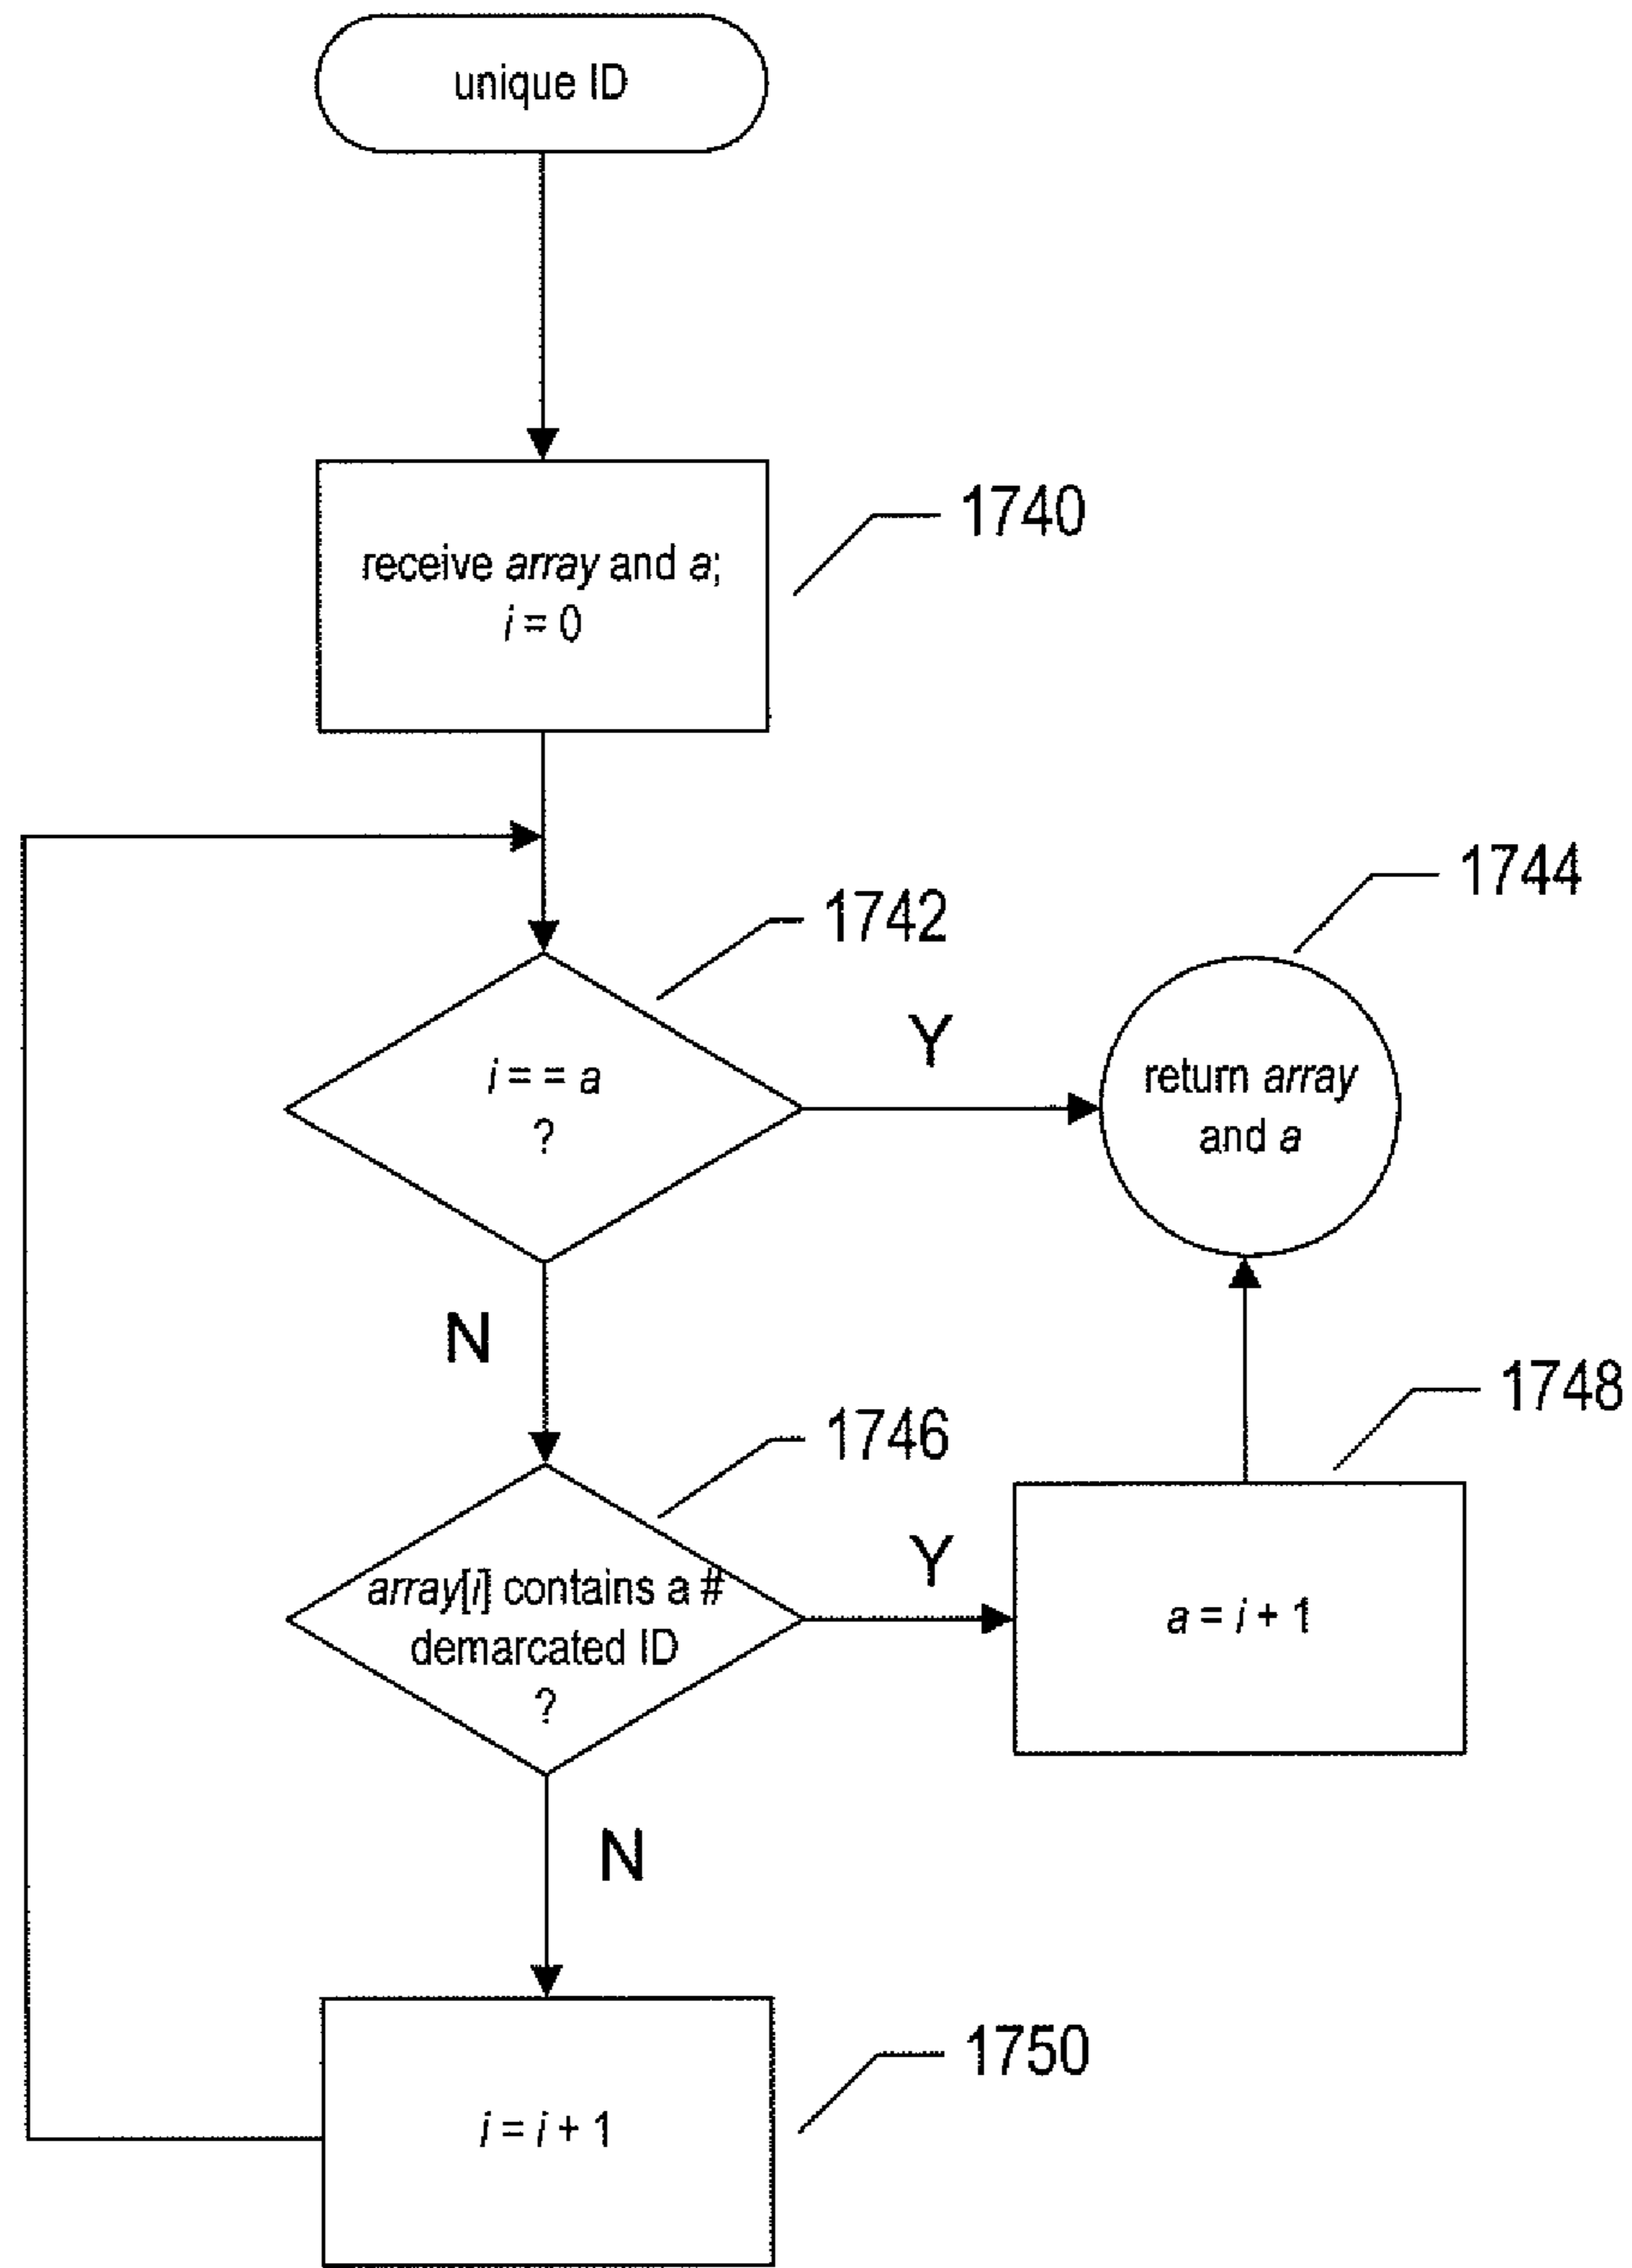 unique ID
receive array and a;
i = 0
1740
1742
i = = a
?
Y
1744
return array
and a
N
1746
array[i] contains a #
demarcated ID
?
Y
1748
a = i + 1
N
i = i + 1
1750